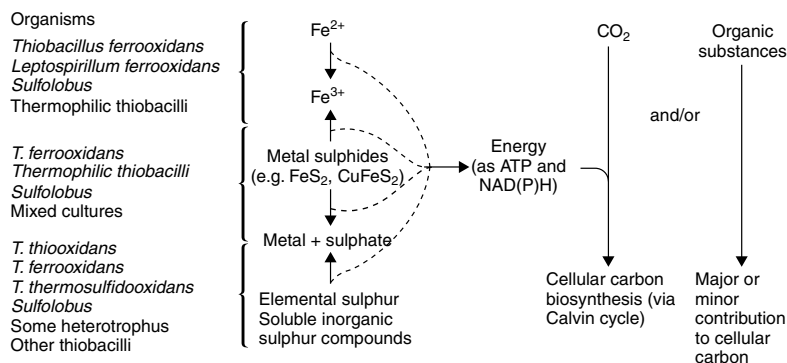 Organisms
Thiobacillus ferrooxidans
Leptospirillum ferrooxidans
Sulfolobus
Thermophilic thiobacilli
T. ferrooxidans
Thermophilic thiobacilli
Sulfolobus
Mixed cultures
T. thiooxidans
T. ferrooxidans
T. thermosulfidooxidans
Sulfolobus
Some heterotrophus
Other thiobacilli
Fe2+
Fe3+
Metal sulphides
(e.g. FeS2, CuFeS2)
Metal + sulphate
Elemental sulphur
Soluble inorganic
sulphur compounds
Energy
(as ATP and
NAD(P)H)
CO2
and/or
Organic
substances
Cellular carbon
biosynthesis (via
Calvin cycle)
Major or
minor
contribution
to cellular
carbon